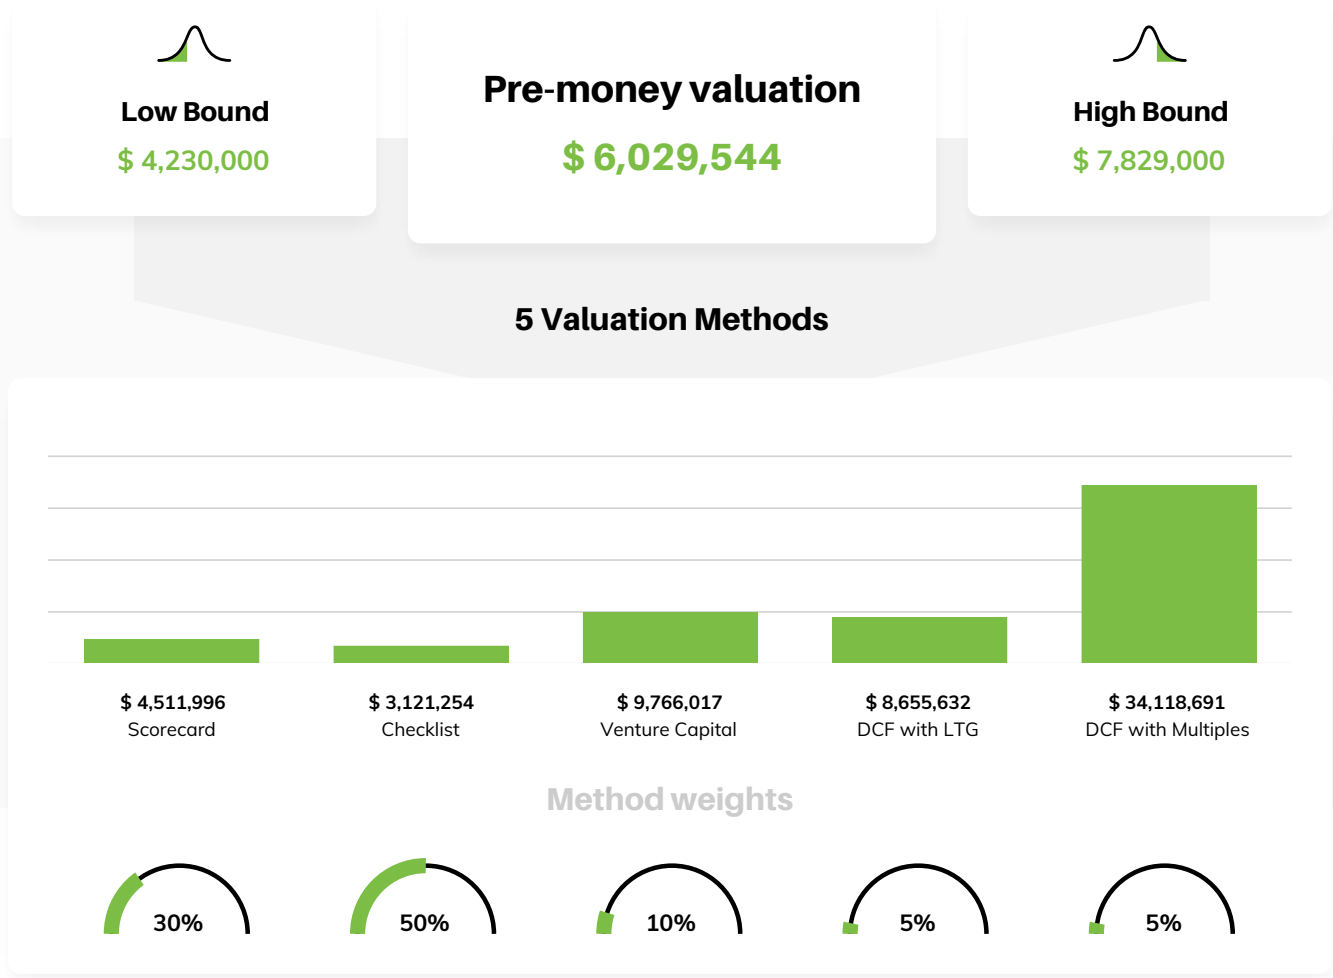 Low Bound
$ 4,230,000
Pre-money valuation
$ 6,029,544
High Bound
$ 7,829,000
5 Valuation Methods
$ 4,511,996
Scorecard
$ 3,121,254
Checklist
$ 9,766,017
Venture Capital
$ 8,655,632
DCF with LTG
$ 34,118,691
DCF with Multiples
Method weights
30%
50%
10%
5%
5%